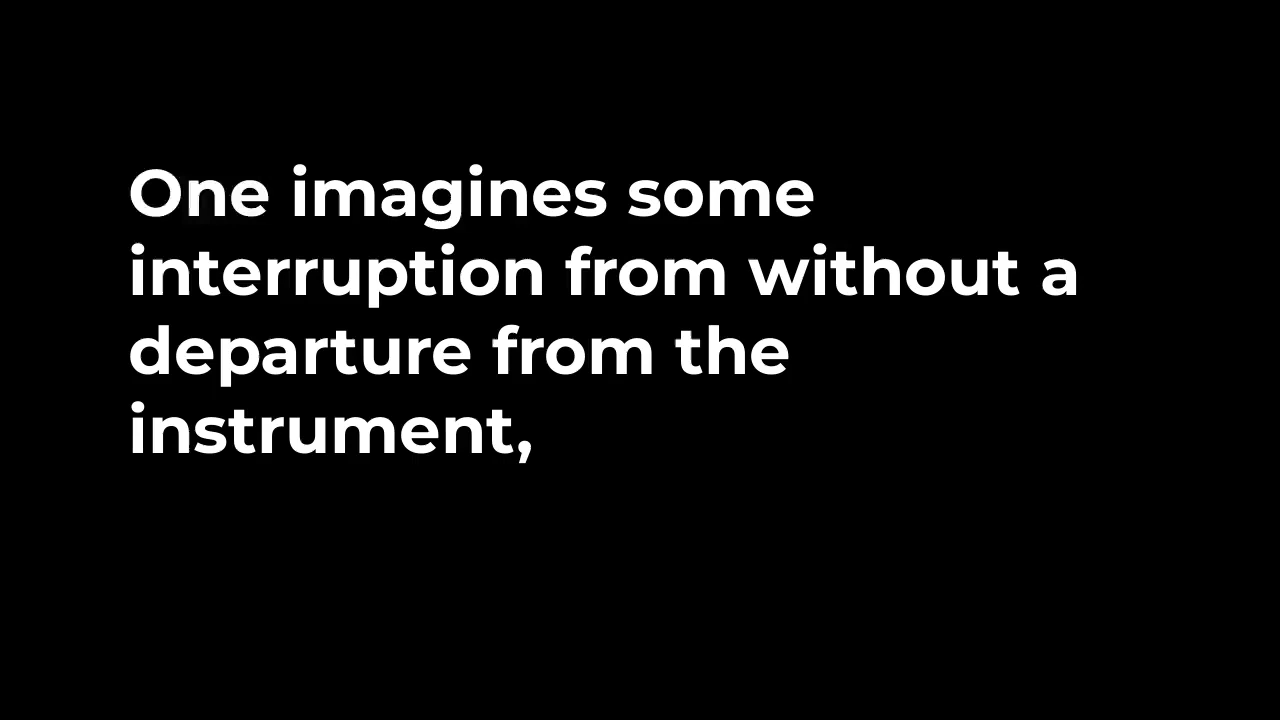 One imagines some
interruption from without a
departure from the
instrument,